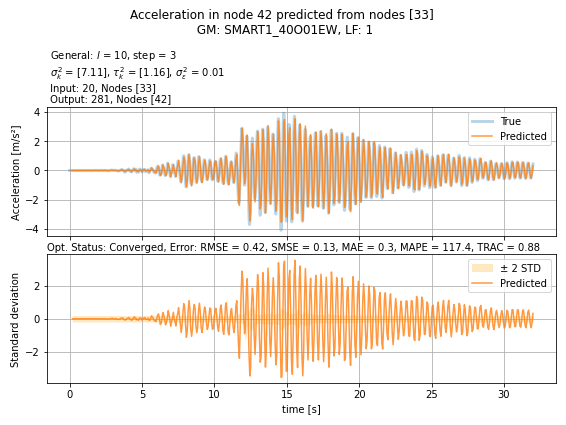 Acceleration in node 42 predicted from nodes [33]
GM: SMART1_40O01EW, LF: 1
General: l = 10, step = 3
σ²ₖ = [7.11], τ²ₖ = [1.16], σ²ε = 0.01
Input: 20, Nodes [33]
Output: 281, Nodes [42]
Acceleration [m/s²]
4
2
0
−2
−4
True
Predicted
Opt. Status: Converged, Error: RMSE = 0.42, SMSE = 0.13, MAE = 0.3, MAPE = 117.4, TRAC = 0.88
Standard deviation
2
0
−2
± 2 STD
Predicted
0 5 10 15 20 25 30
time [s]